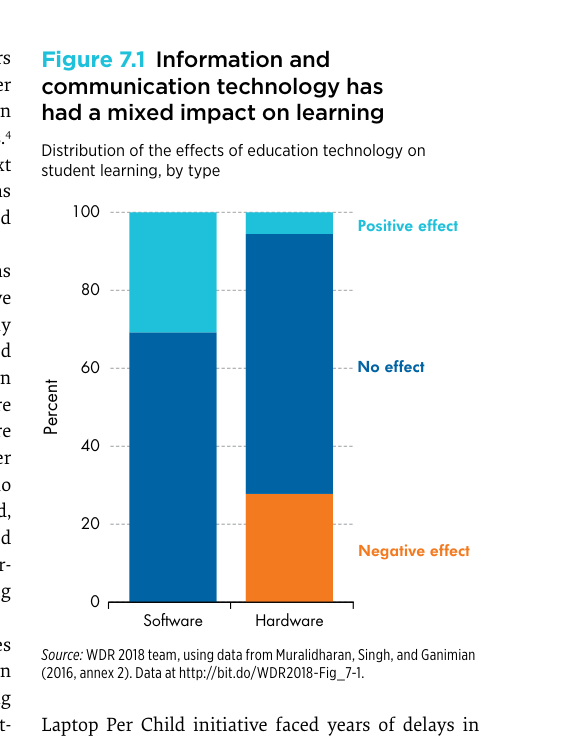 Figure 7.1 Information and
communication technology has
had a mixed impact on learning
Distribution of the effects of education technology on
student learning, by type
100
80
60
40
20
0
Percent
Positive effect
No effect
Negative effect
Software
Hardware
Source: WDR 2018 team, using data from Muralidharan, Singh, and Ganimian
(2016, annex 2). Data at http://bit.do/WDR2018-Fig_7-1.
Laptop Per Child initiative faced years of delays in